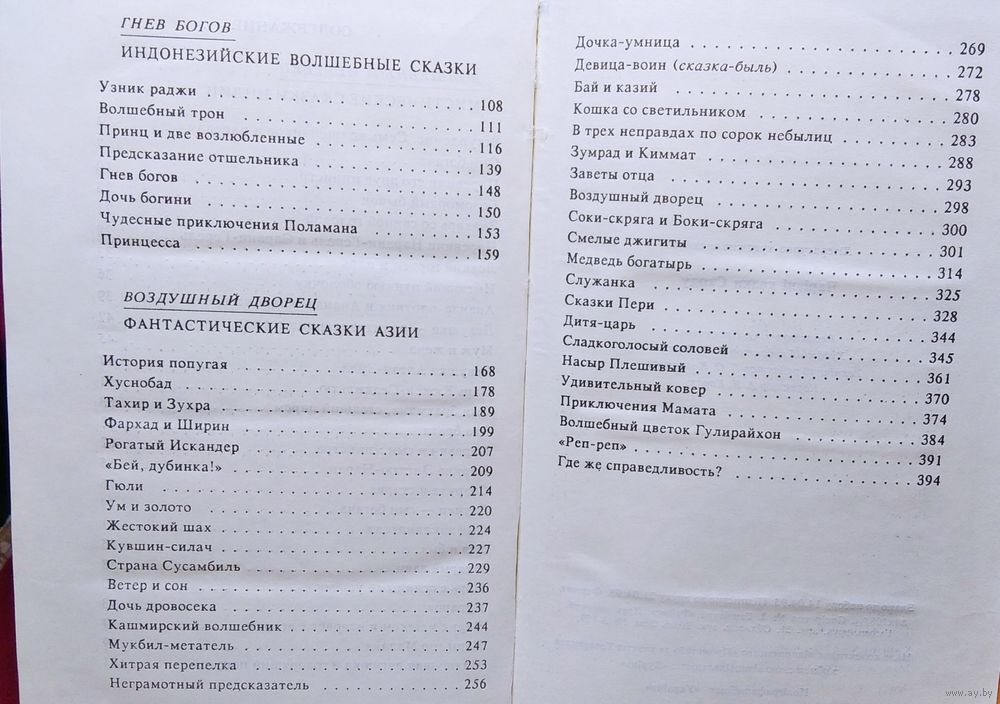 ГНЕВ БОГОВ
ИНДОНЕЗИЙСКИЕ ВОЛШЕБНЫЕ СКАЗКИ
Узник раджи . . . . . . . . . . . . . . . . . . 108
Волшебный трон . . . . . . . . . . . . . . . . 111
Принц и две возлюбленные . . . . . . . . . . . 116
Предсказание отшельника . . . . . . . . . . . 139
Гнев богов . . . . . . . . . . . . . . . . . . 148
Дочь богини . . . . . . . . . . . . . . . . . 150
Чудесные приключения Поламана . . . . . . . . 153
Принцесса . . . . . . . . . . . . . . . . . . 159
ВОЗДУШНЫЙ ДВОРЕЦ
ФАНТАСТИЧЕСКИЕ СКАЗКИ АЗИИ
История попугая . . . . . . . . . . . . . . . 168
Хуснобад . . . . . . . . . . . . . . . . . . . 178
Тахир и Зухра . . . . . . . . . . . . . . . . 189
Фархад и Ширин . . . . . . . . . . . . . . . . 199
Рогатый Искандер . . . . . . . . . . . . . . . 207
«Бей, дубинка!» . . . . . . . . . . . . . . . 209
Гюли . . . . . . . . . . . . . . . . . . . . . 214
Ум и золото . . . . . . . . . . . . . . . . . 220
Жестокий шах . . . . . . . . . . . . . . . . . 224
Кувшин-силач . . . . . . . . . . . . . . . . . 227
Страна Сусамбиль . . . . . . . . . . . . . . . 229
Ветер и сон . . . . . . . . . . . . . . . . . 236
Дочь дровосека . . . . . . . . . . . . . . . . 237
Кашмирский волшебник . . . . . . . . . . . . . 244
Мукбил-метатель . . . . . . . . . . . . . . . 247
Хитрая перепелка . . . . . . . . . . . . . . . 253
Неграмотный предсказатель . . . . . . . . . . 256
Дочка-умница . . . . . . . . . . . . . . . . . 269
Девица-воин (сказка-быль) . . . . . . . . . . 272
Бай и казий . . . . . . . . . . . . . . . . . 278
Кошка со светильником . . . . . . . . . . . . 280
В трех неправдах по сорок небылиц . . . . . . 283
Зумрад и Киммат . . . . . . . . . . . . . . . 288
Заветы отца . . . . . . . . . . . . . . . . . 293
Воздушный дворец . . . . . . . . . . . . . . . 298
Соки-скряга и Боки-скряга . . . . . . . . . . 300
Смелые джигиты . . . . . . . . . . . . . . . . 301
Медведь богатырь . . . . . . . . . . . . . . . 314
Служанка . . . . . . . . . . . . . . . . . . . 325
Сказки Пери . . . . . . . . . . . . . . . . . 328
Дитя-царь . . . . . . . . . . . . . . . . . . 344
Сладкоголосый соловей . . . . . . . . . . . . 345
Насыр Плешивый . . . . . . . . . . . . . . . . 361
Удивительный ковер . . . . . . . . . . . . . . 370
Приключения Мамата . . . . . . . . . . . . . . 374
Волшебный цветок Гулирайхон . . . . . . . . . 384
«Реп-реп» . . . . . . . . . . . . . . . . . . 391
Где же справедливость? . . . . . . . . . . . . 394
www.ay.by